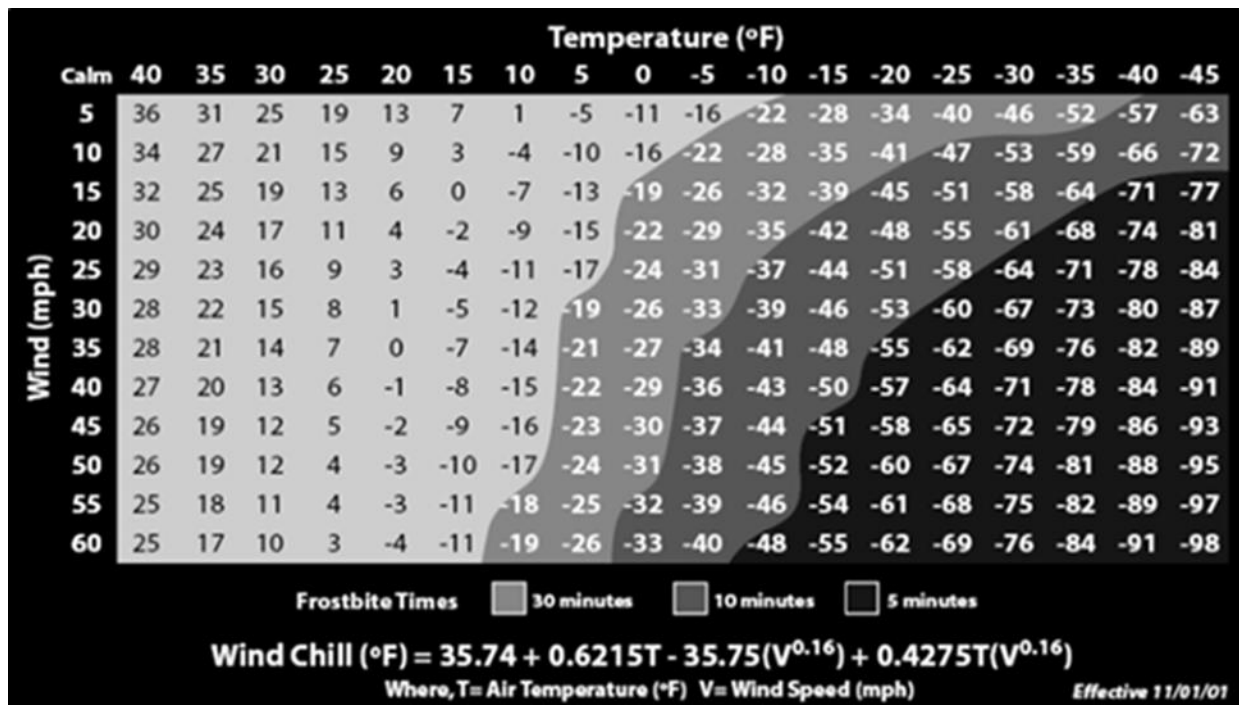 Temperature (ºF)
Calm 40 35 30 25 20 15 10 5 0 -5 -10 -15 -20 -25 -30 -35 -40 -45
5 36 31 25 19 13 7 1 -5 -11 -16 -22 -28 -34 -40 -46 -52 -57 -63
10 34 27 21 15 9 3 -4 -10 -16 -22 -28 -35 -41 -47 -53 -59 -66 -72
15 32 25 19 13 6 0 -7 -13 -19 -26 -32 -39 -45 -51 -58 -64 -71 -77
20 30 24 17 11 4 -2 -9 -15 -22 -29 -35 -42 -48 -55 -61 -68 -74 -81
25 29 23 16 9 3 -4 -11 -17 -24 -31 -37 -44 -51 -58 -64 -71 -78 -84
30 28 22 15 8 1 -5 -12 -19 -26 -33 -39 -46 -53 -60 -67 -73 -80 -87
35 28 21 14 7 0 -7 -14 -21 -27 -34 -41 -48 -55 -62 -69 -76 -82 -89
40 27 20 13 6 -1 -8 -15 -22 -29 -36 -43 -50 -57 -64 -71 -78 -84 -91
45 26 19 12 5 -2 -9 -16 -23 -30 -37 -44 -51 -58 -65 -72 -79 -86 -93
50 26 19 12 4 -3 -10 -17 -24 -31 -38 -45 -52 -60 -67 -74 -81 -88 -95
55 25 18 11 4 -3 -11 -18 -25 -32 -39 -46 -54 -61 -68 -75 -82 -89 -97
60 25 17 10 3 -4 -11 -19 -26 -33 -40 -48 -55 -62 -69 -76 -84 -91 -98
Wind (mph)
Frostbite Times 30 minutes 10 minutes 5 minutes
Wind Chill (ºF) = 35.74 + 0.6215T - 35.75(V^0.16) + 0.4275T(V^0.16)
Where, T= Air Temperature (ºF) V= Wind Speed (mph)
Effective 11/01/01